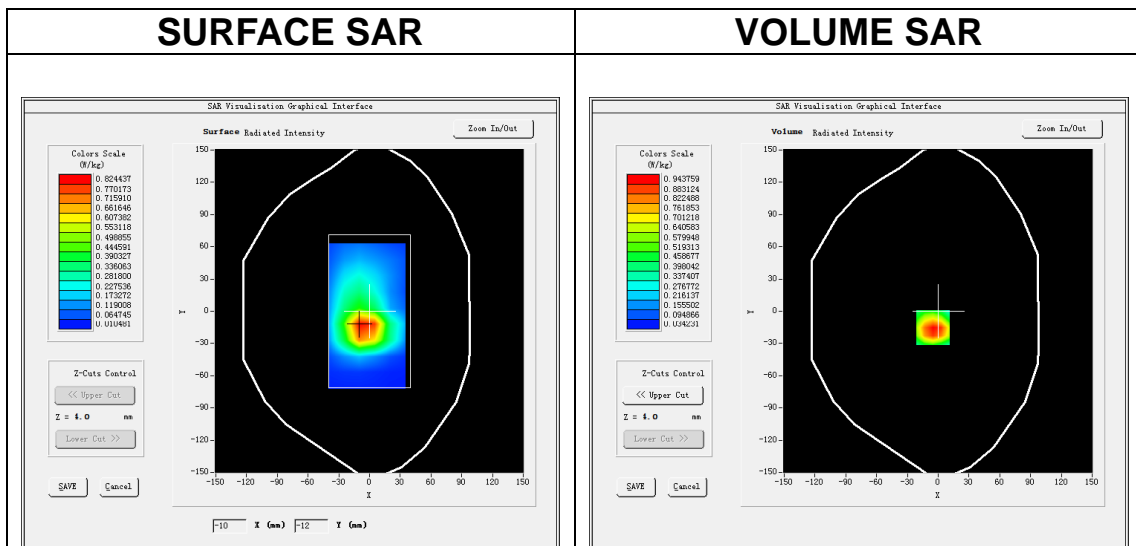 SURFACE SAR
VOLUME SAR
SAR Visualisation Graphical Interface
Surface Radiated Intensity
Zoom In/Out
Colors Scale
(W/kg)
0.824437
0.770173
0.715910
0.661646
0.607382
0.553118
0.498855
0.444591
0.390327
0.336063
0.281800
0.227536
0.173272
0.119008
0.064745
0.010481
150
120
90
60
30
0
-30
-60
-90
-120
-150
Y
-150 -120 -90 -60 -30 0 30 60 90 120 150
X
Z-Cuts Control
<< Upper Cut
Z = 4.0 mm
Lower Cut >>
SAVE Cancel
-10 X (mm) -12 Y (mm)
SAR Visualisation Graphical Interface
Volume Radiated Intensity
Zoom In/Out
Colors Scale
(W/kg)
0.943759
0.883124
0.822488
0.761853
0.701218
0.640583
0.579948
0.519313
0.458677
0.398042
0.337407
0.276772
0.216137
0.155502
0.094866
0.034231
150
120
90
60
30
0
-30
-60
-90
-120
-150
Y
-150 -120 -90 -60 -30 0 30 60 90 120 150
X
Z-Cuts Control
<< Upper Cut
Z = 4.0 mm
Lower Cut >>
SAVE Cancel